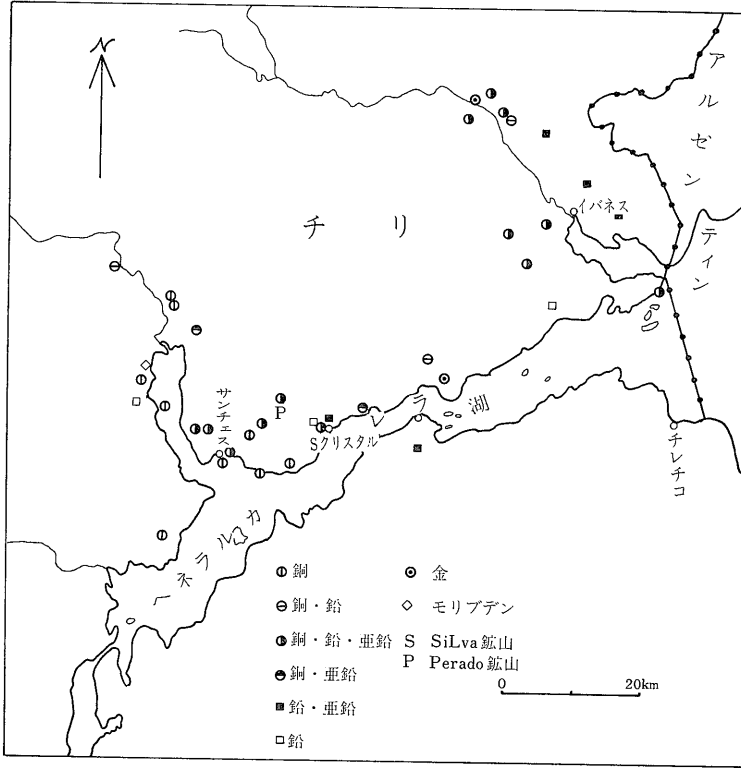 N
アルゼンティン
チリ
イバネス
サンチェス
P
Sクリスタル
ヘネラルカレラ湖
チレチコ
銅
金
銅・鉛
モリブデン
銅・鉛・亜鉛
S SiLva鉱山
銅・亜鉛
P Perado鉱山
鉛・亜鉛
鉛
0 20km